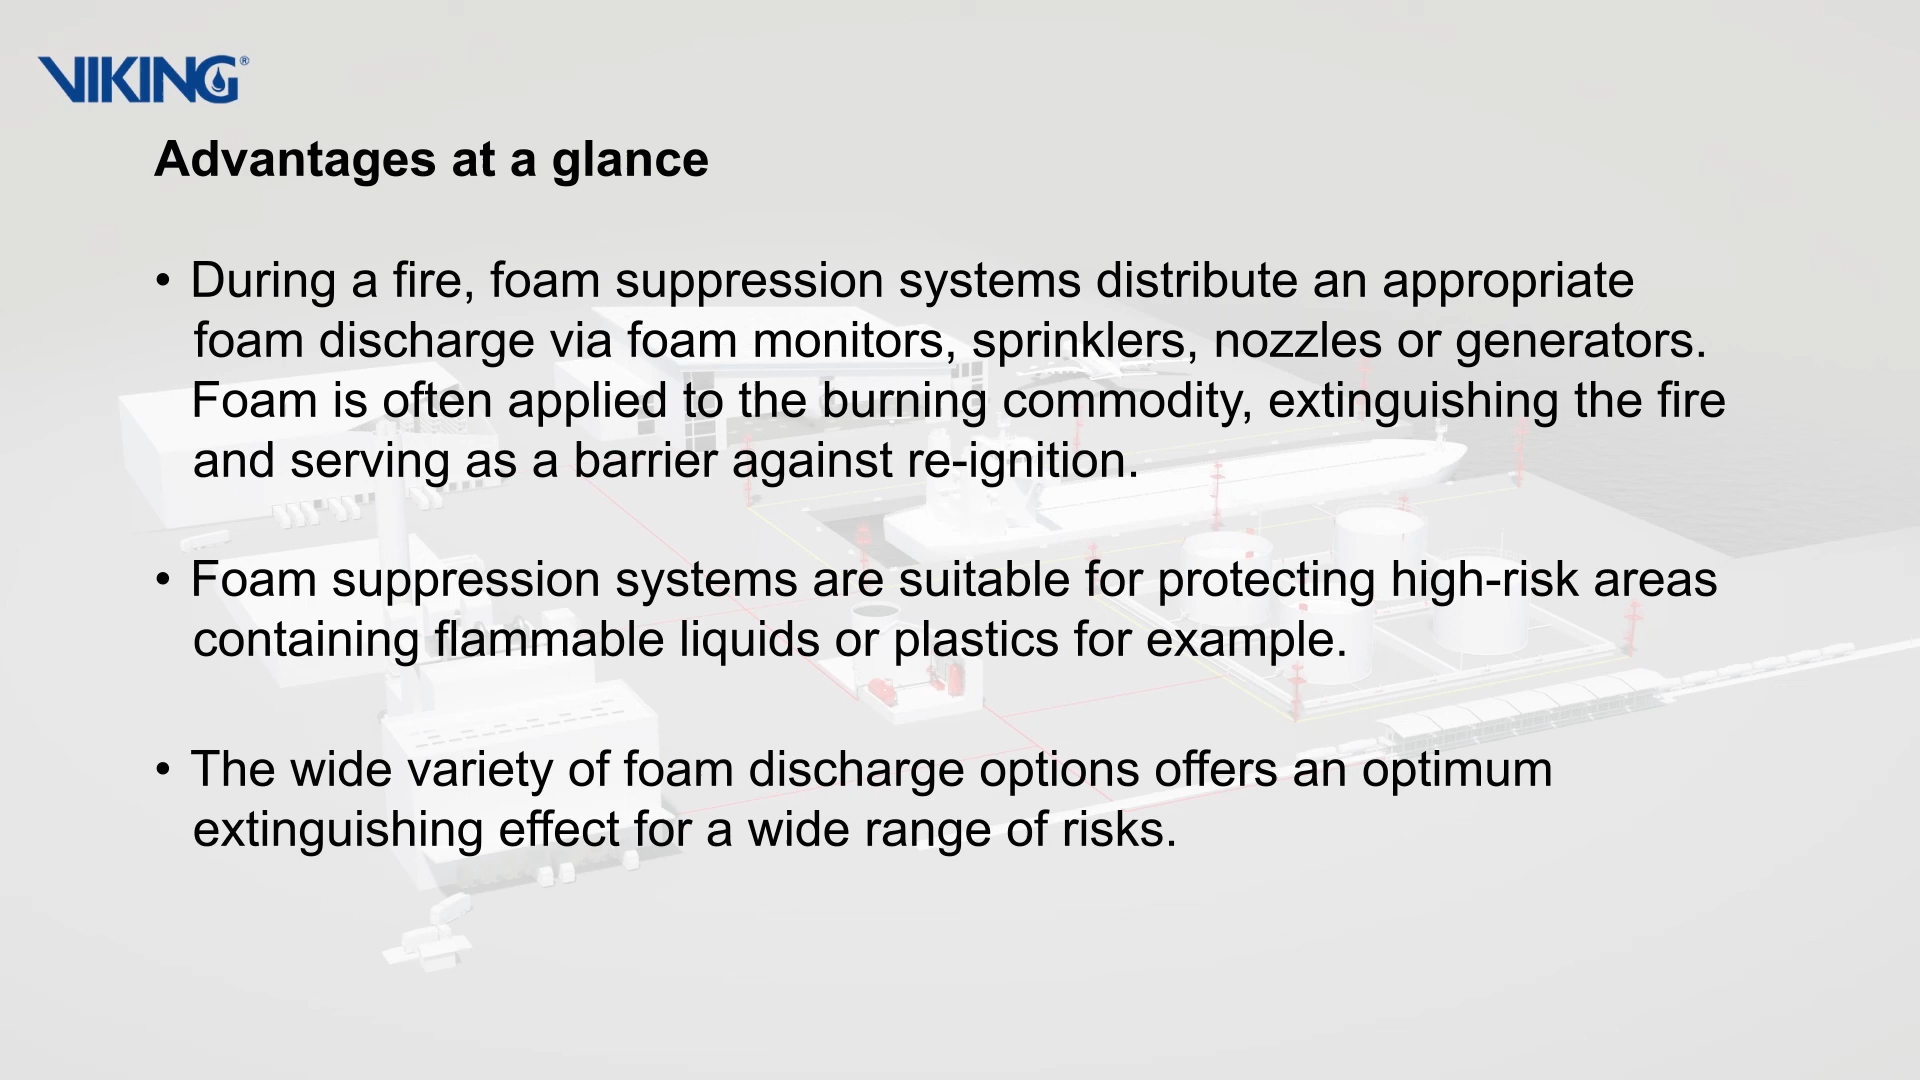 VIKING®
Advantages at a glance
• During a fire, foam suppression systems distribute an appropriate
foam discharge via foam monitors, sprinklers, nozzles or generators.
Foam is often applied to the burning commodity, extinguishing the fire
and serving as a barrier against re-ignition.
• Foam suppression systems are suitable for protecting high-risk areas
containing flammable liquids or plastics for example.
• The wide variety of foam discharge options offers an optimum
extinguishing effect for a wide range of risks.